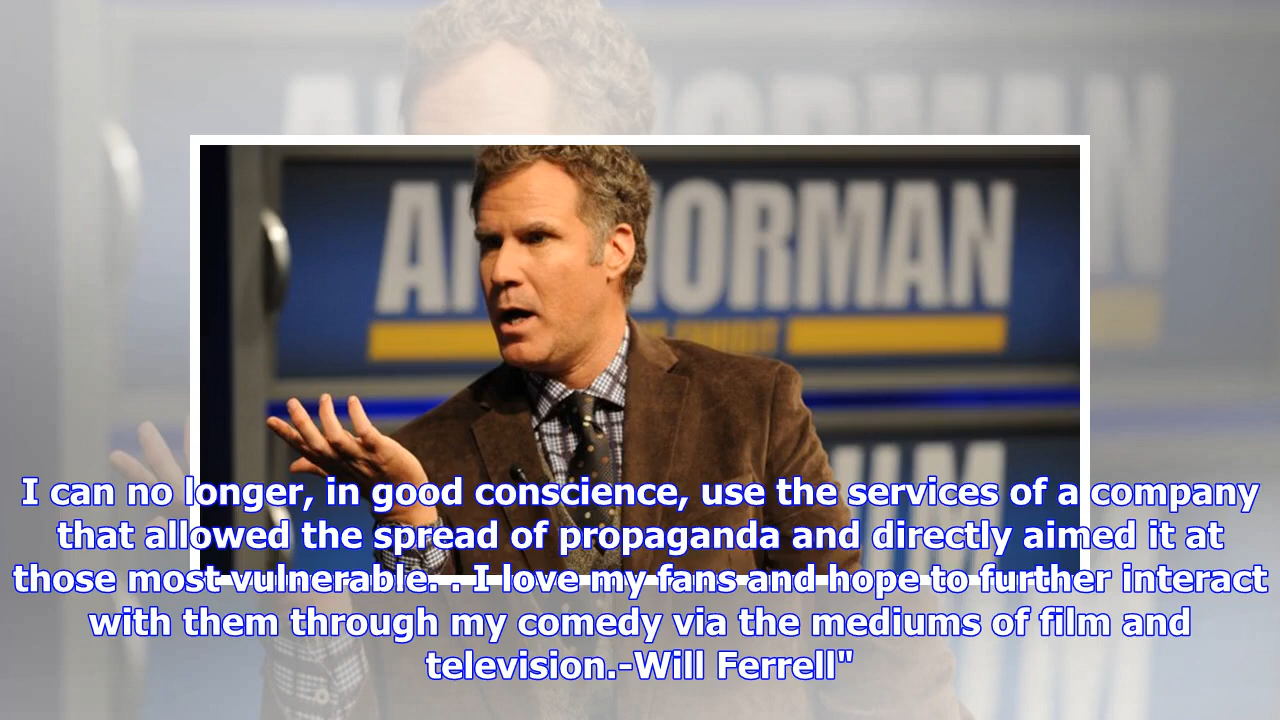 AN   ORMAN
I can no longer, in good conscience, use the services of a company
that allowed the spread of propaganda and directly aimed it at
those most vulnerable. . I love my fans and hope to further interact
with them through my comedy via the mediums of film and
television.-Will Ferrell"